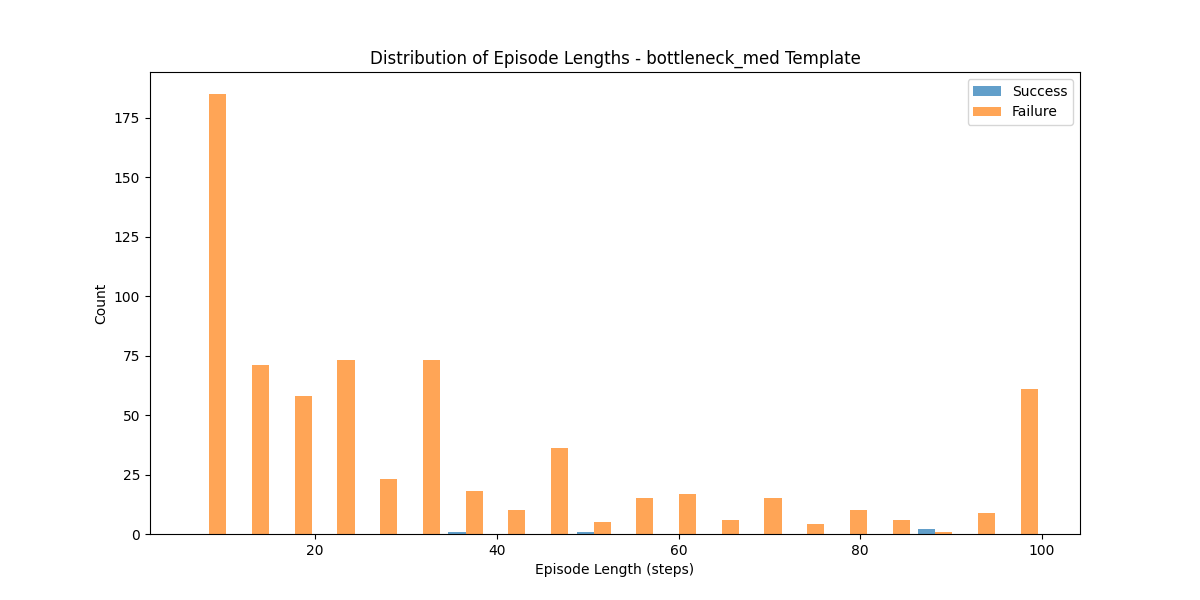 Distribution of Episode Lengths - bottleneck_med Template
Success
Failure
175
150
125
100
75
50
25
0
Count
20
40
60
80
100
Episode Length (steps)